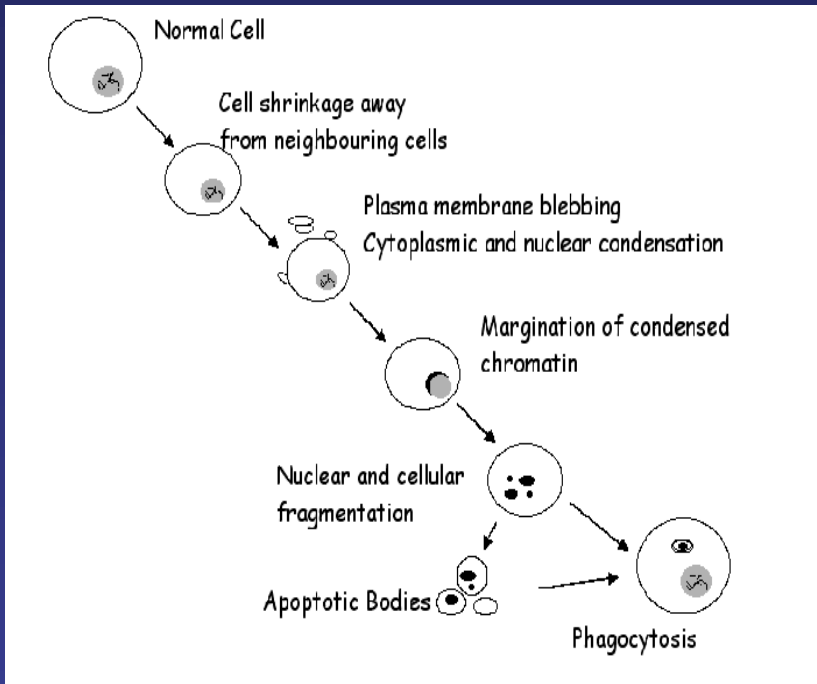 Normal Cell
Cell shrinkage away
from neighbouring cells
Plasma membrane blebbing
Cytoplasmic and nuclear condensation
Margination of condensed
chromatin
Nuclear and cellular
fragmentation
Apoptotic Bodies
Phagocytosis